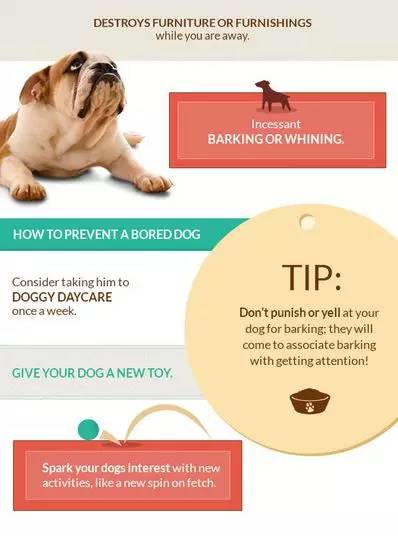 DESTROYS FURNITURE OR FURNISHINGS
while you are away.
Incessant
BARKING OR WHINING.
HOW TO PREVENT A BORED DOG
Consider taking him to
DOGGY DAYCARE
once a week.
TIP:
Don't punish or yell at your
dog for barking; they will
come to associate barking
with getting attention!
GIVE YOUR DOG A NEW TOY.
Spark your dogs interest with new
activities, like a new spin on fetch.